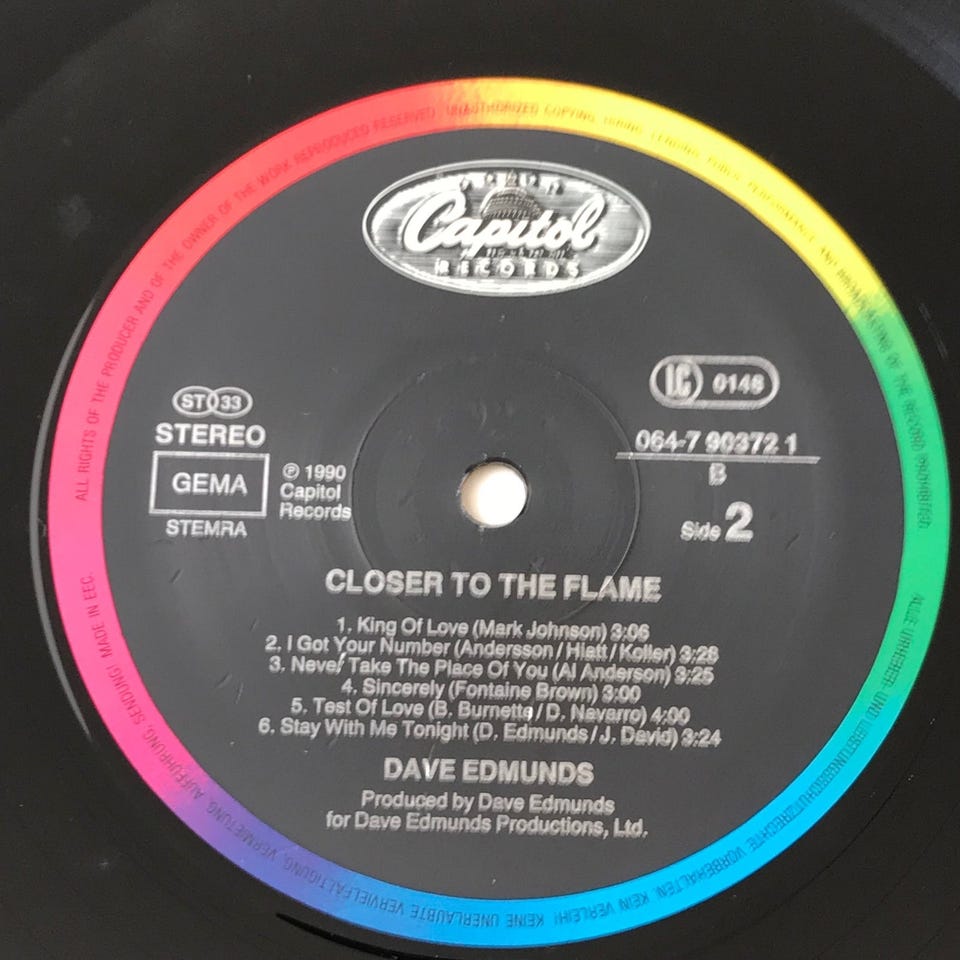 ALL RIGHTS OF THE PRODUCER AND OF THE OWNER OF THE WORK REPRODUCED RESERVED. UNAUTHORIZED COPYING, HIRING, LENDING, PUBLIC PERFORMANCE AND BROADCASTING OF THE RECORD PROHIBITED.
Capitol
RECORDS
ST 33
STEREO
GEMA
STEMRA
℗ 1990
Capitol
Records
LC 0148
064-7 90372 1
B
Side 2
CLOSER TO THE FLAME
1. King Of Love (Mark Johnson) 3:06
2. I Got Your Number (Andersson/Hiatt/Koller) 3:28
3. Never Take The Place Of You (Al Anderson) 3:25
4. Sincerely (Fontaine Brown) 3:00
5. Test Of Love (B. Burnette/D. Navarro) 4:00
6. Stay With Me Tonight (D. Edmunds/J. David) 3:24
DAVE EDMUNDS
Produced by Dave Edmunds
for Dave Edmunds Productions, Ltd.
ALLE URHEBER- UND LEISTUNGSSCHUTZRECHTE VORBEHALTEN. KEIN VERLEIH! KEINE UNERLAUBTE VERVIELFÄLTIGUNG, VERMIETUNG, AUFFÜHRUNG, SENDUNG! MADE IN EEC.